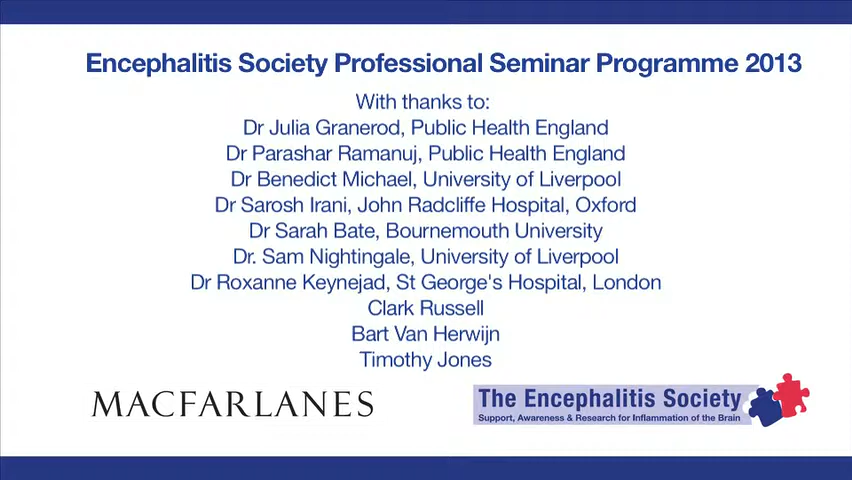 Encephalitis Society Professional Seminar Programme 2013
With thanks to:
Dr Julia Granerod, Public Health England
Dr Parashar Ramanuj, Public Health England
Dr Benedict Michael, University of Liverpool
Dr Sarosh Irani, John Radcliffe Hospital, Oxford
Dr Sarah Bate, Bournemouth University
Dr. Sam Nightingale, University of Liverpool
Dr Roxanne Keynejad, St George's Hospital, London
Clark Russell
Bart Van Herwijn
Timothy Jones
MACFARLANES
The Encephalitis Society
Support, Awareness & Research for Inflammation of the Brain